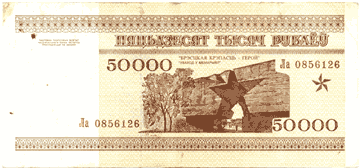 ПЯЦЬДЗЕСЯТ ТЫСЯЧ РУБЛЁЎ
50000
"БРЭСЦКАЯ КРЭПАСЦЬ - ГЕРОЙ"
Ла 0856126
Ла 0856126
50000